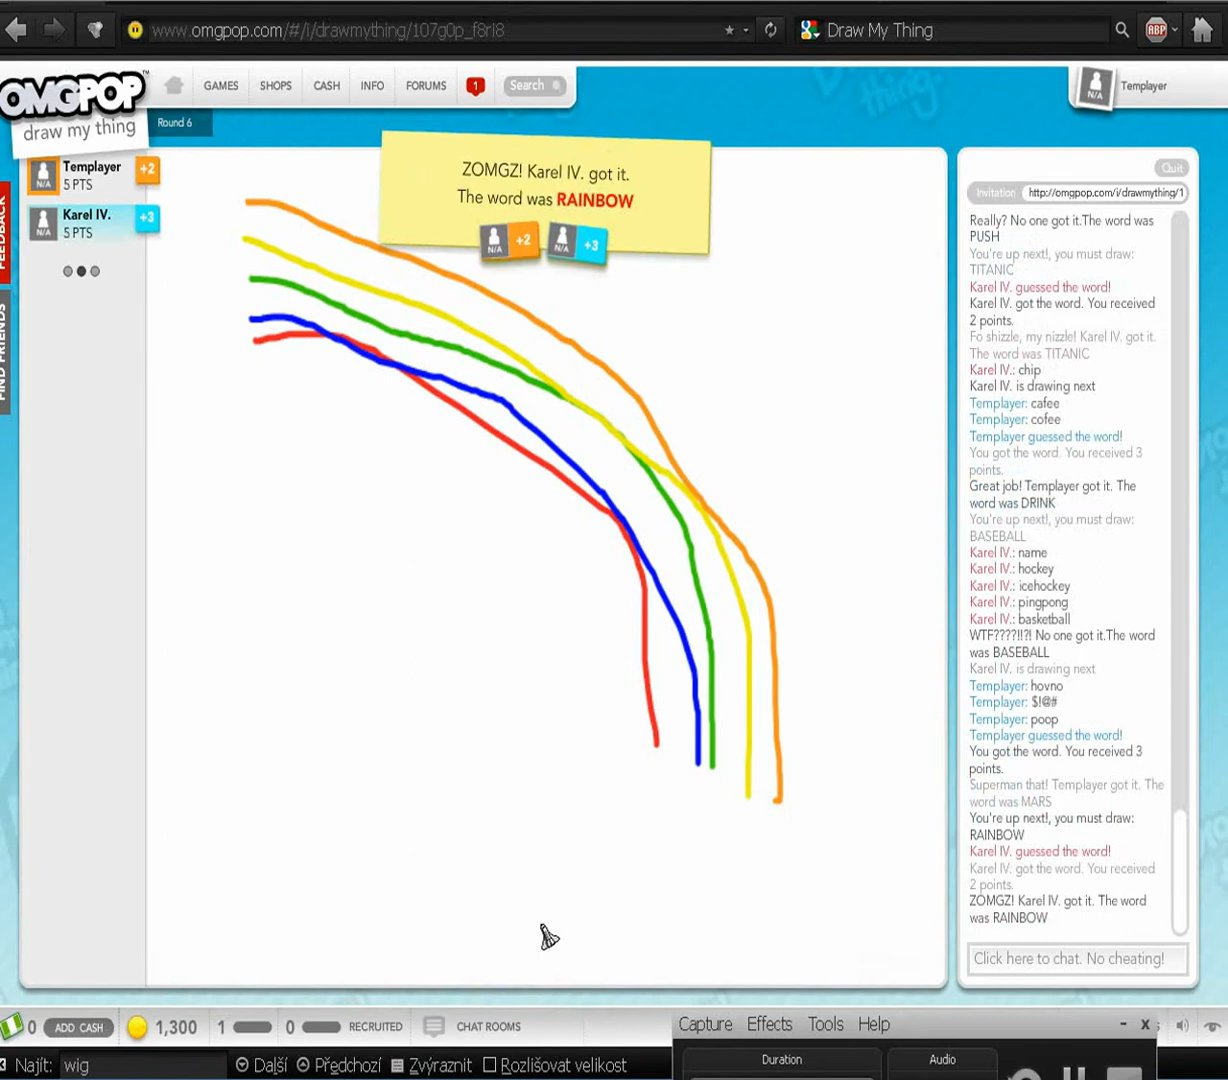 www.omgpop.com/#/i/drawmything/107g0p_f8rl8
Draw My Thing
ABP
OMGPOP
draw my thing
GAMES
SHOPS
CASH
INFO
FORUMS
1
Search
N/A
Templayer
Round 6
N/A
Templayer
5 PTS
+2
N/A
Karel IV.
5 PTS
+3
FEEDBACK
FIND FRIENDS
ZOMGZ! Karel IV. got it.
The word was RAINBOW
N/A +2
N/A +3
Quit
Invitation http://omgpop.com/i/drawmything/1
Really? No one got it.The word was
PUSH
You're up next!, you must draw:
TITANIC
Karel IV. guessed the word!
Karel IV. got the word. You received
2 points.
Fo shizzle, my nizzle! Karel IV. got it.
The word was TITANIC
Karel IV.: chip
Karel IV. is drawing next
Templayer: cafee
Templayer: cofee
Templayer guessed the word!
You got the word. You received 3
points.
Great job! Templayer got it. The
word was DRINK
You're up next!, you must draw:
BASEBALL
Karel IV.: name
Karel IV.: hockey
Karel IV.: icehockey
Karel IV.: pingpong
Karel IV.: basketball
WTF????!!?! No one got it.The word
was BASEBALL
Karel IV. is drawing next
Templayer: hovno
Templayer: $!@#
Templayer: poop
Templayer guessed the word!
You got the word. You received 3
points.
Superman that! Templayer got it. The
word was MARS
You're up next!, you must draw:
RAINBOW
Karel IV. guessed the word!
Karel IV. got the word. You received
2 points.
ZOMGZ! Karel IV. got it. The word
was RAINBOW
Click here to chat. No cheating!
0
ADD CASH
1,300
1
0
RECRUITED
CHAT ROOMS
Capture Effects Tools Help
Duration
Audio
Najít: wig
Další
Předchozí
Zvýraznit
Rozlišovat velikost